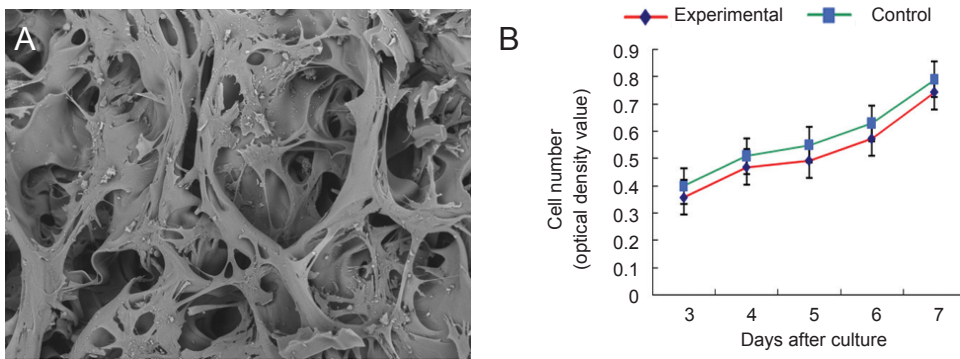 A
B
Experimental Control
0.9
0.8
0.7
0.6
0.5
0.4
0.3
0.2
0.1
0
Cell number
(optical density value)
3 4 5 6 7
Days after culture